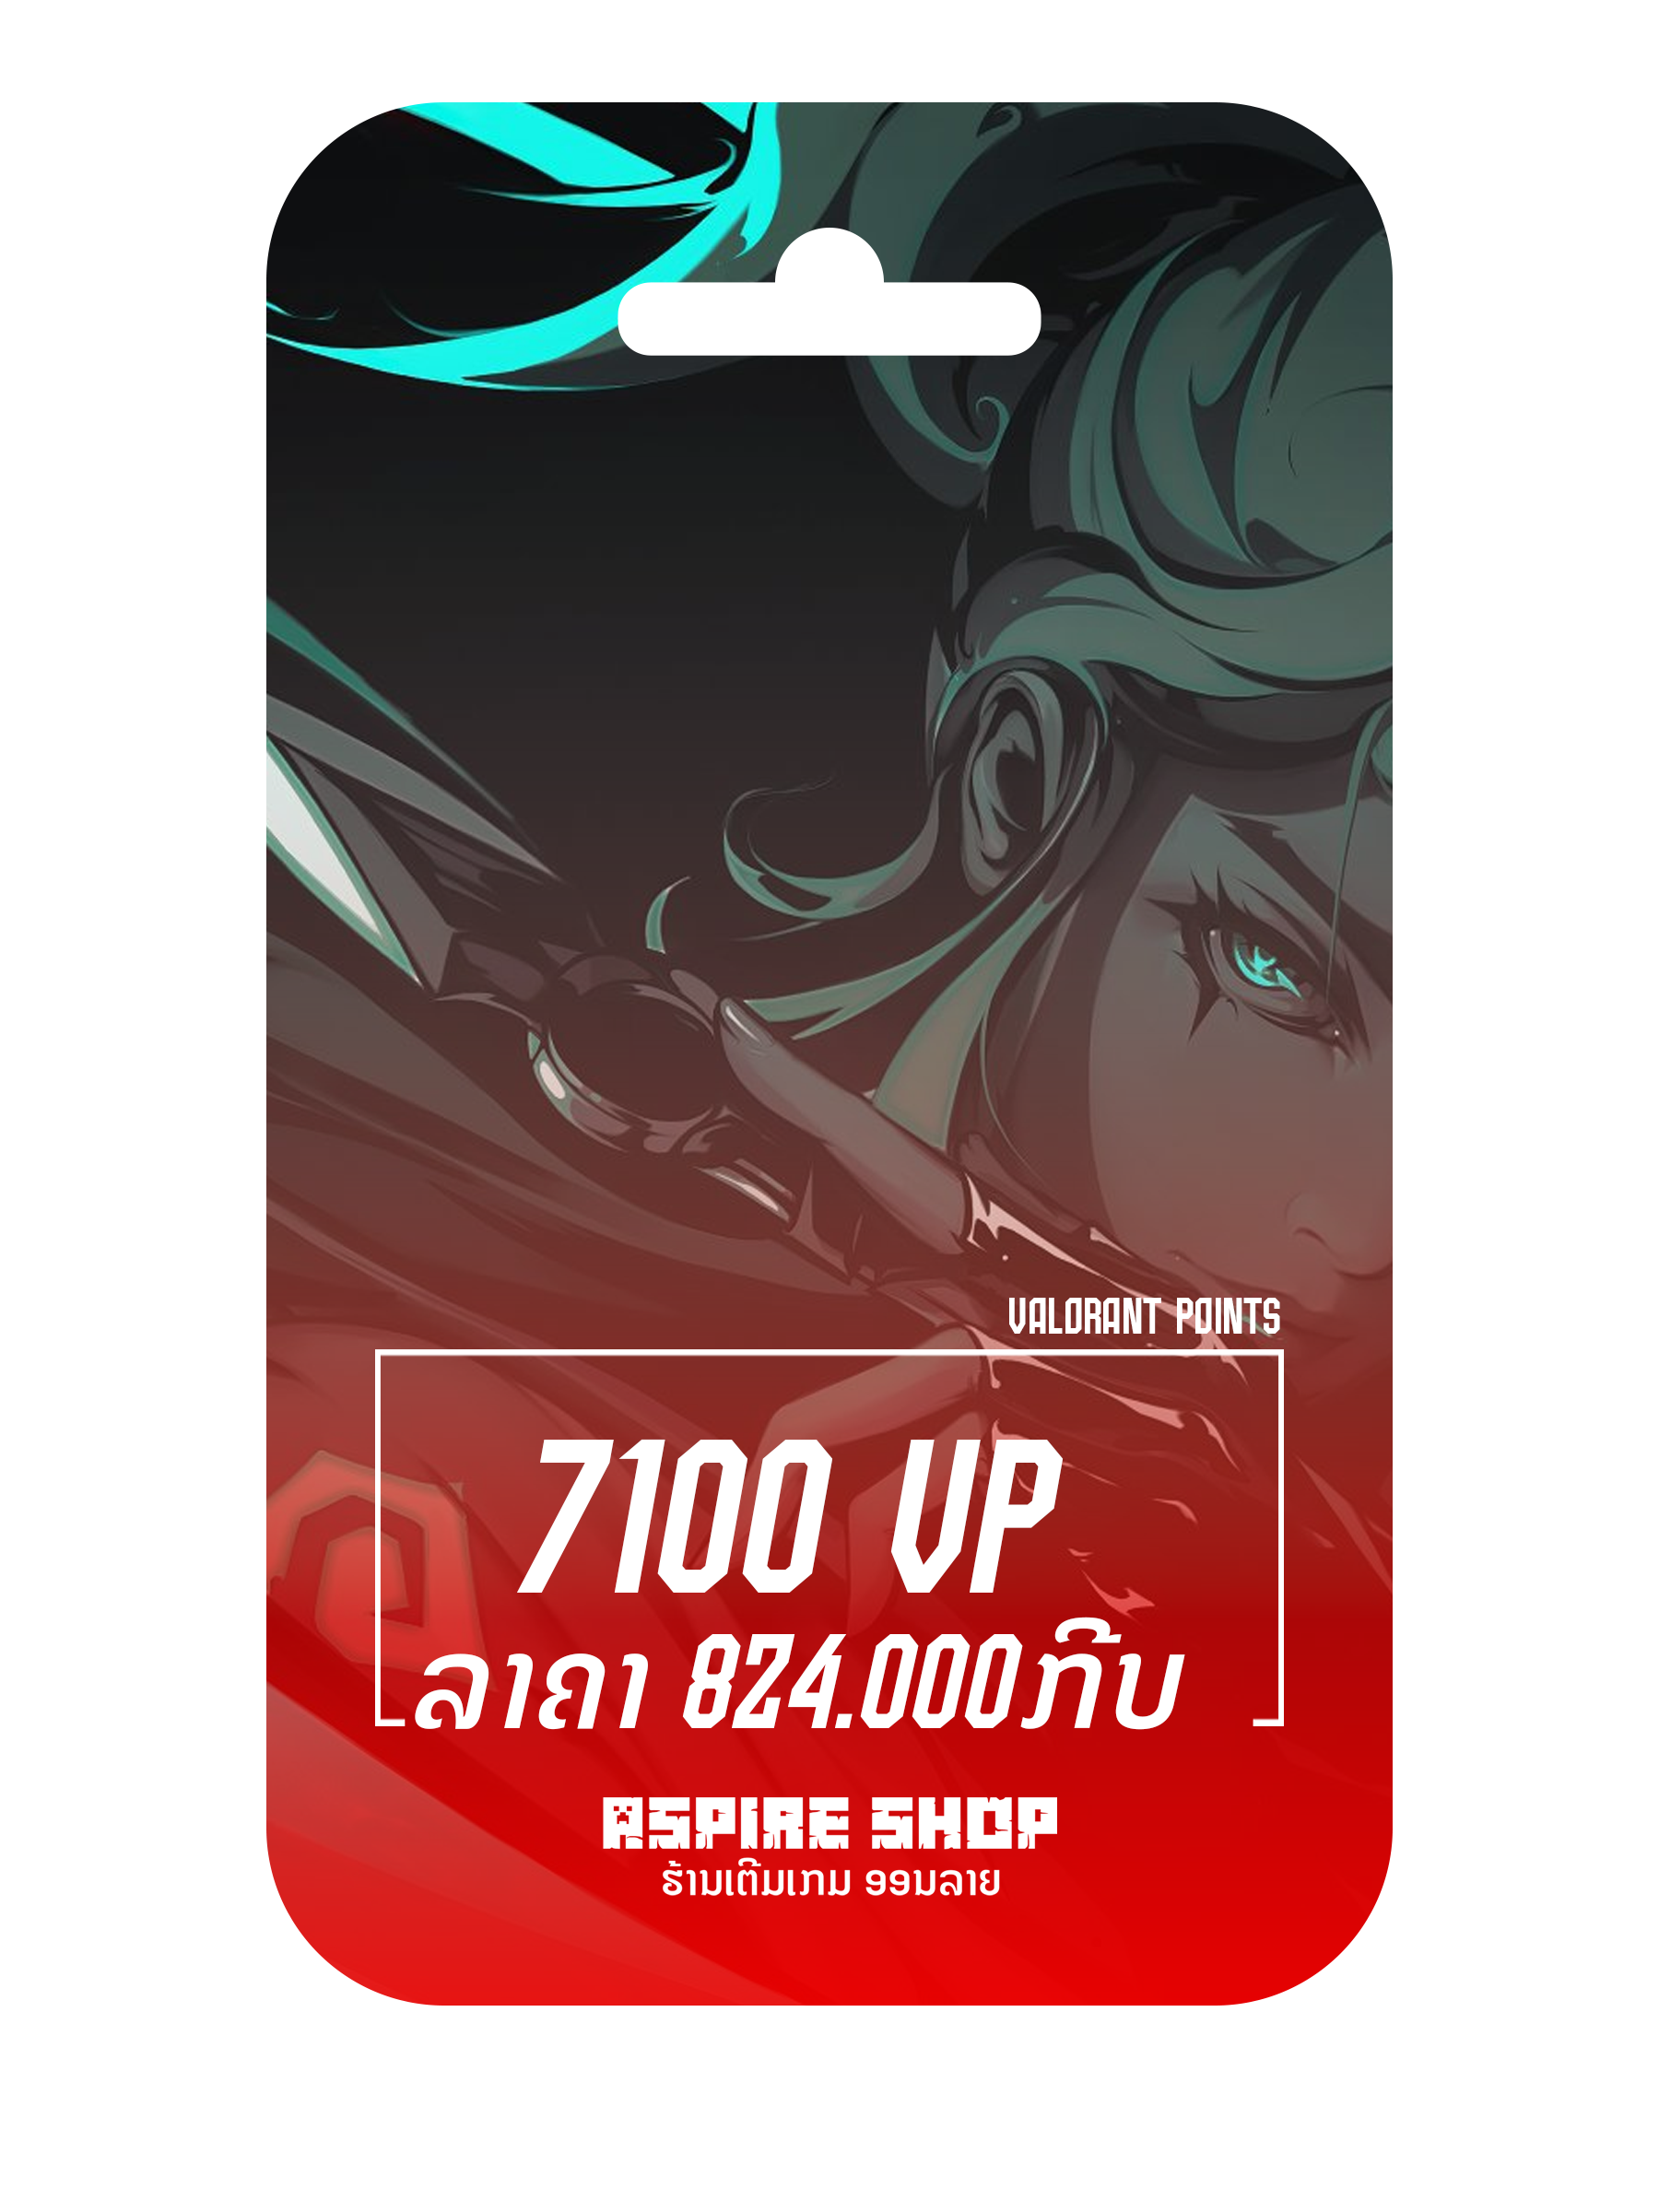 VALORANT POINTS
7100 VP
ລາຄາ 824.000ກີບ
ASPIRE SHOP
ຮ້ານເຕີມເກມ ອອນລາຍ